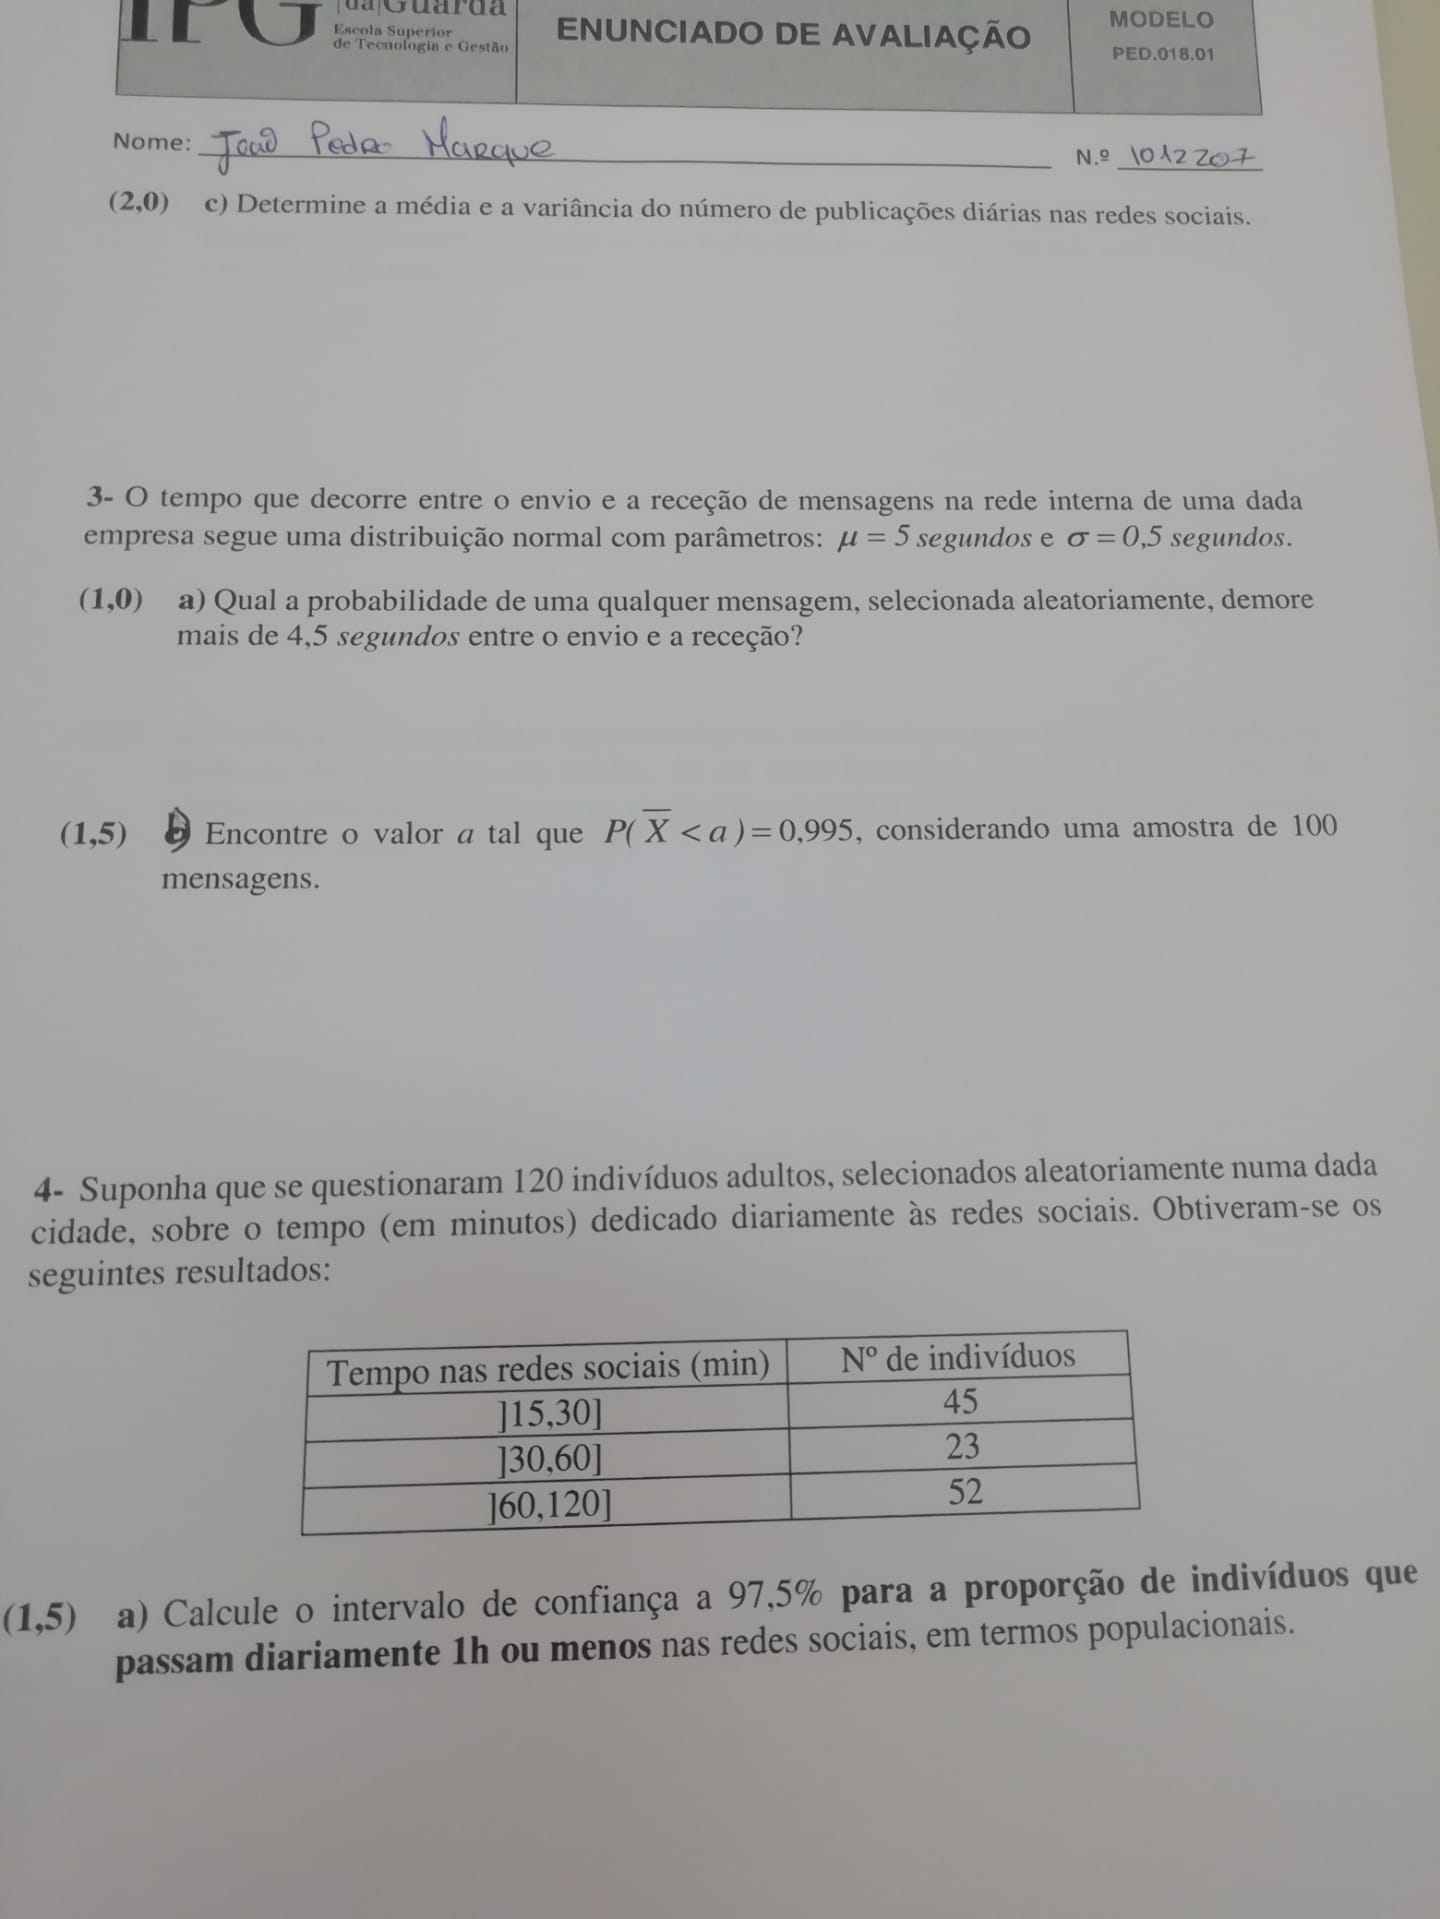 IPG
|da|Guarda
Escola Superior
de Tecnologia e Gestão
ENUNCIADO DE AVALIAÇÃO
MODELO
PED.018.01
Nome: João Pedro Marque
N.º 1012207
(2,0) c) Determine a média e a variância do número de publicações diárias nas redes sociais.
3- O tempo que decorre entre o envio e a receção de mensagens na rede interna de uma dada
empresa segue uma distribuição normal com parâmetros: μ = 5 segundos e σ = 0,5 segundos.
(1,0) a) Qual a probabilidade de uma qualquer mensagem, selecionada aleatoriamente, demore
mais de 4,5 segundos entre o envio e a receção?
(1,5) b) Encontre o valor a tal que P( X̅ < a ) = 0,995, considerando uma amostra de 100
mensagens.
4- Suponha que se questionaram 120 indivíduos adultos, selecionados aleatoriamente numa dada
cidade, sobre o tempo (em minutos) dedicado diariamente às redes sociais. Obtiveram-se os
seguintes resultados:
Tempo nas redes sociais (min) Nº de indivíduos
]15,30] 45
]30,60] 23
]60,120] 52
(1,5) a) Calcule o intervalo de confiança a 97,5% para a proporção de indivíduos que
passam diariamente 1h ou menos nas redes sociais, em termos populacionais.